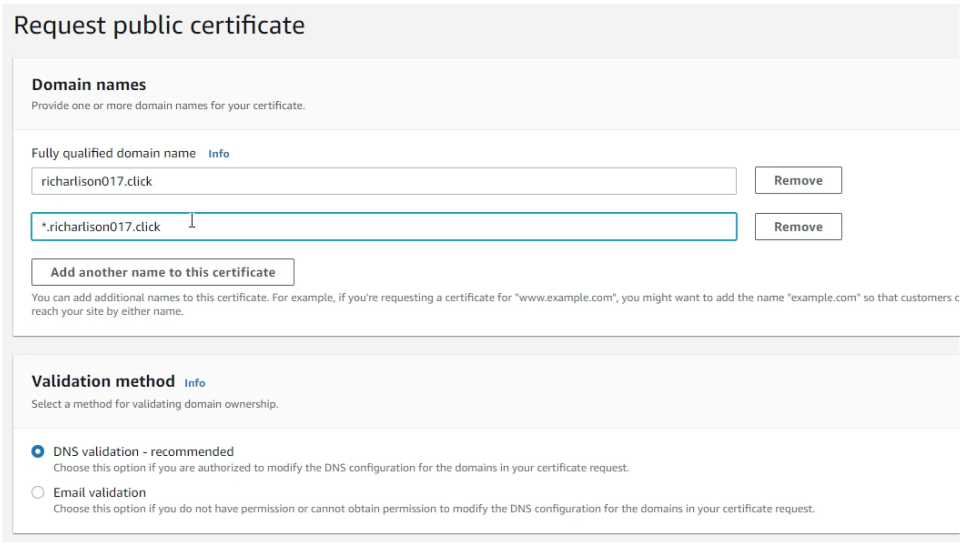 Request public certificate
Domain names
Provide one or more domain names for your certificate.
Fully qualified domain name Info
richarlison017.click Remove
*.richarlison017.click Remove
Add another name to this certificate
You can add additional names to this certificate. For example, if you're requesting a certificate for "www.example.com", you might want to add the name "example.com" so that customers c
reach your site by either name.
Validation method Info
Select a method for validating domain ownership.
DNS validation - recommended
Choose this option if you are authorized to modify the DNS configuration for the domains in your certificate request.
Email validation
Choose this option if you do not have permission or cannot obtain permission to modify the DNS configuration for the domains in your certificate request.